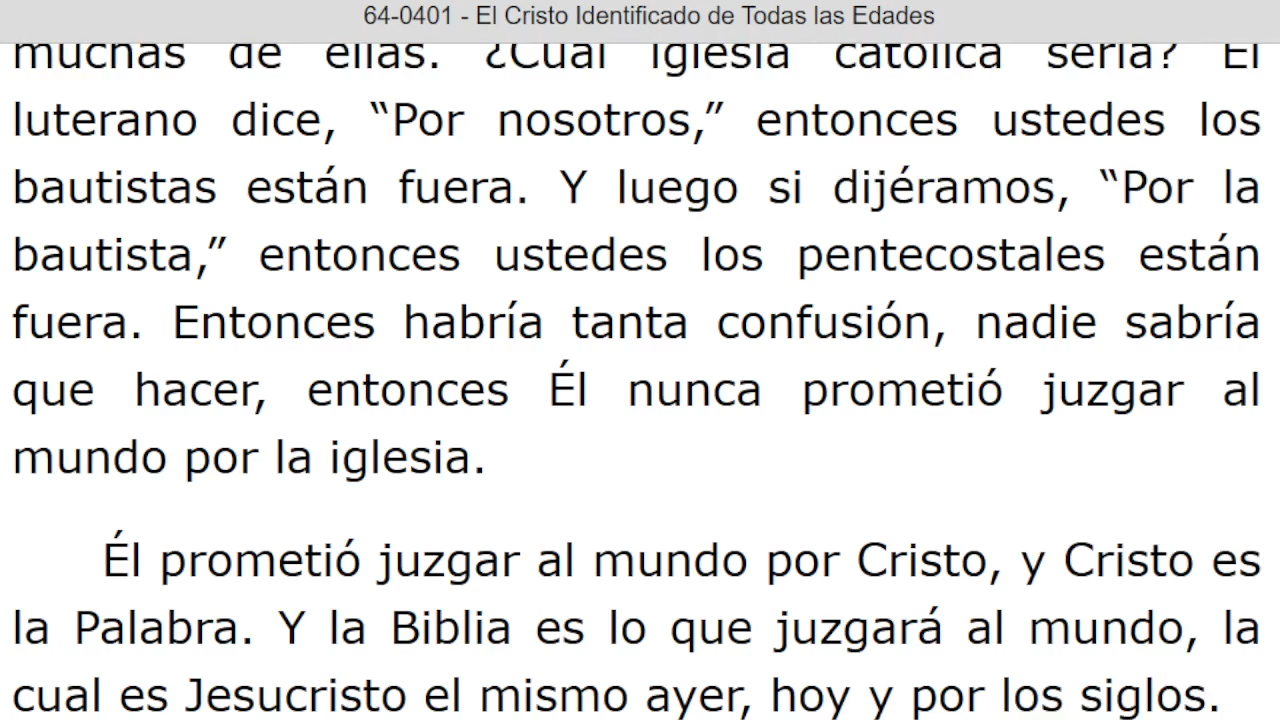 64-0401 - El Cristo Identificado de Todas las Edades
muchas de ellas. ¿Cuál iglesia católica sería? El
luterano dice, “Por nosotros,” entonces ustedes los
bautistas están fuera. Y luego si dijéramos, “Por la
bautista,” entonces ustedes los pentecostales están
fuera. Entonces habría tanta confusión, nadie sabría
que hacer, entonces Él nunca prometió juzgar al
mundo por la iglesia.
Él prometió juzgar al mundo por Cristo, y Cristo es
la Palabra. Y la Biblia es lo que juzgará al mundo, la
cual es Jesucristo el mismo ayer, hoy y por los siglos.